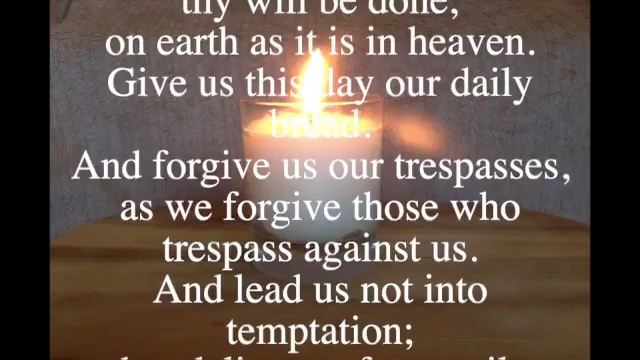 thy will be done,
on earth as it is in heaven.
Give us this day our daily
bread.
And forgive us our trespasses,
as we forgive those who
trespass against us.
And lead us not into
temptation;